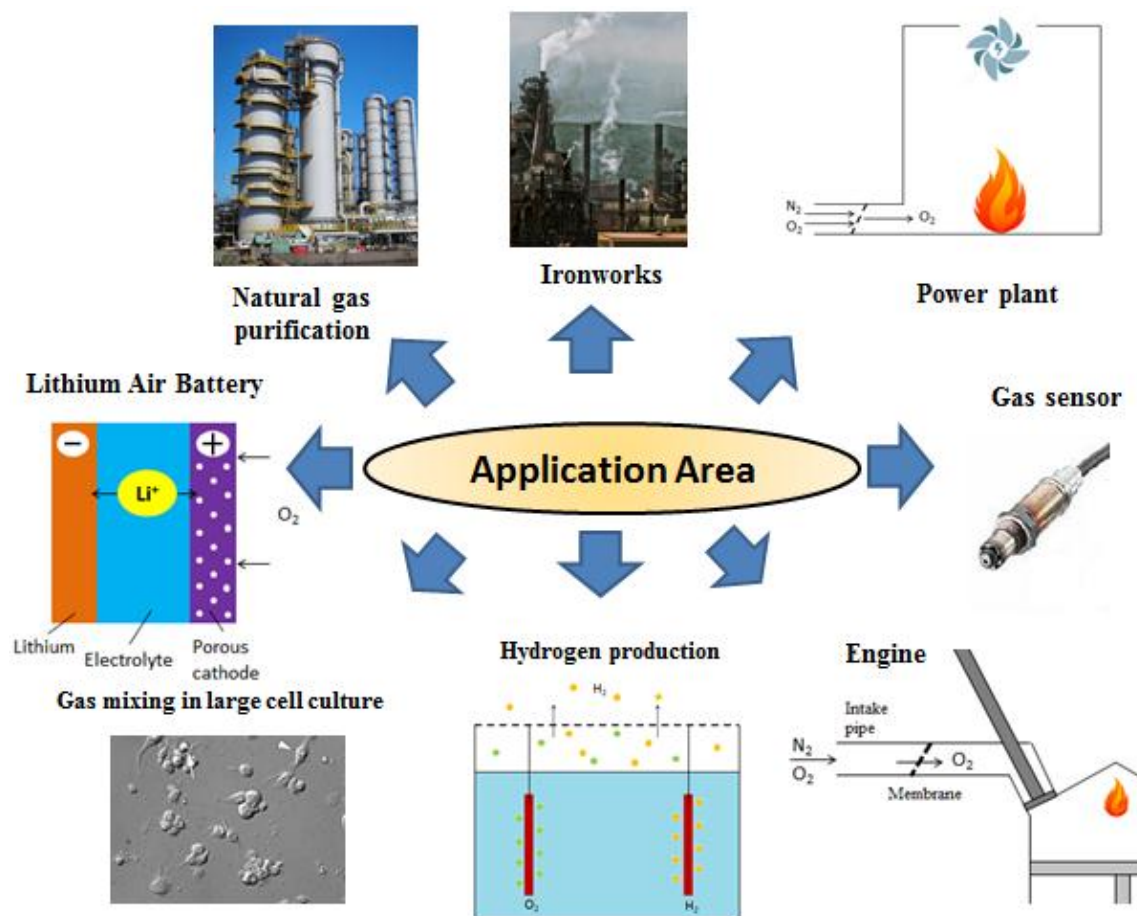 Natural gas
purification
Ironworks
N₂
O₂
O₂
Power plant
Lithium Air Battery
−
+
Li⁺
O₂
Lithium
Electrolyte
Porous
cathode
Application Area
Gas sensor
Gas mixing in large cell culture
Hydrogen production
H₂
O₂
H₂
Engine
Intake
pipe
N₂
O₂
O₂
Membrane